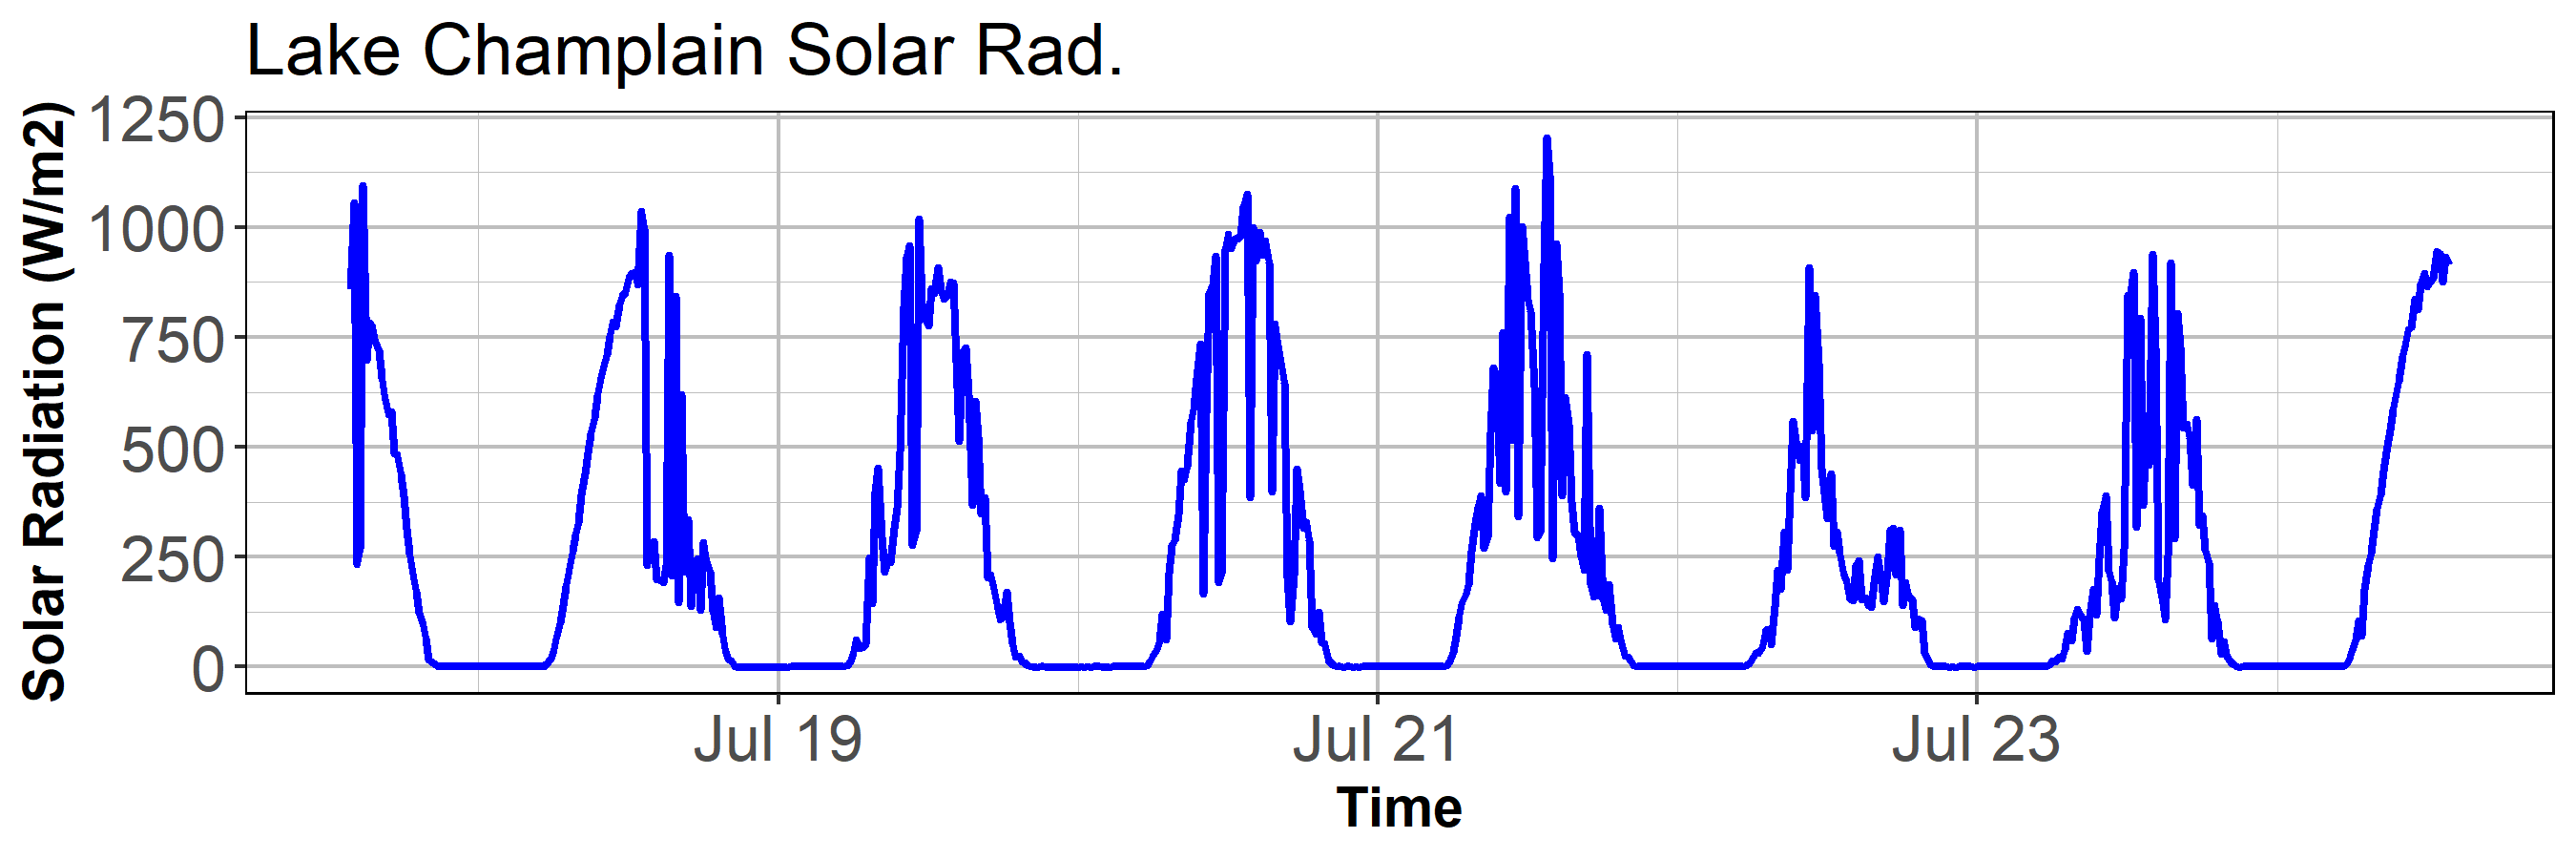 Lake Champlain Solar Rad.
Solar Radiation (W/m2)
1250
1000
750
500
250
0
Jul 19
Jul 21
Jul 23
Time